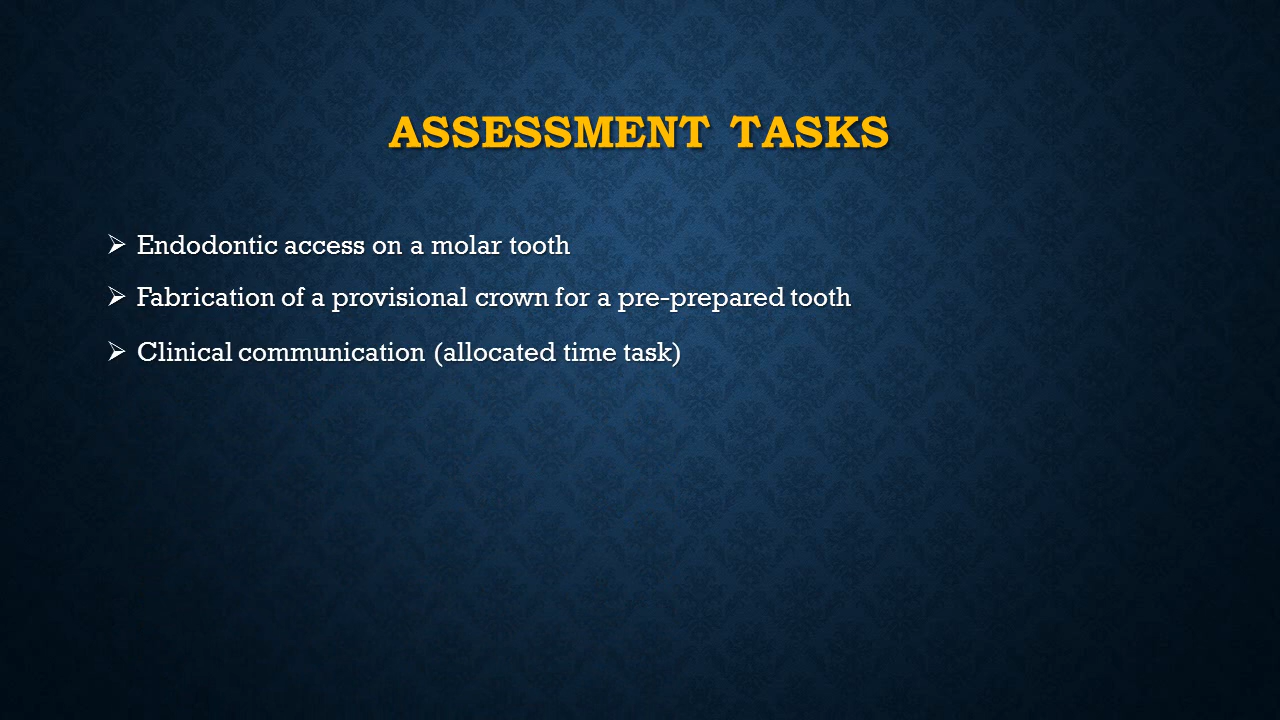 ASSESSMENT TASKS
➢ Endodontic access on a molar tooth
➢ Fabrication of a provisional crown for a pre-prepared tooth
➢ Clinical communication (allocated time task)